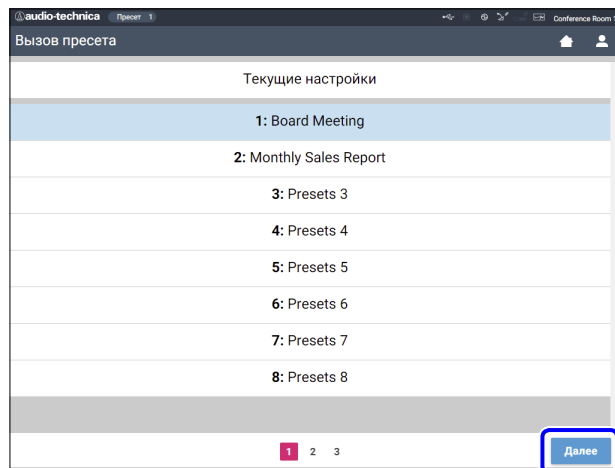 audio-technica Пресет 1 Conference Room 1
Вызов пресета
Текущие настройки
1: Board Meeting
2: Monthly Sales Report
3: Presets 3
4: Presets 4
5: Presets 5
6: Presets 6
7: Presets 7
8: Presets 8
1 2 3
Далее